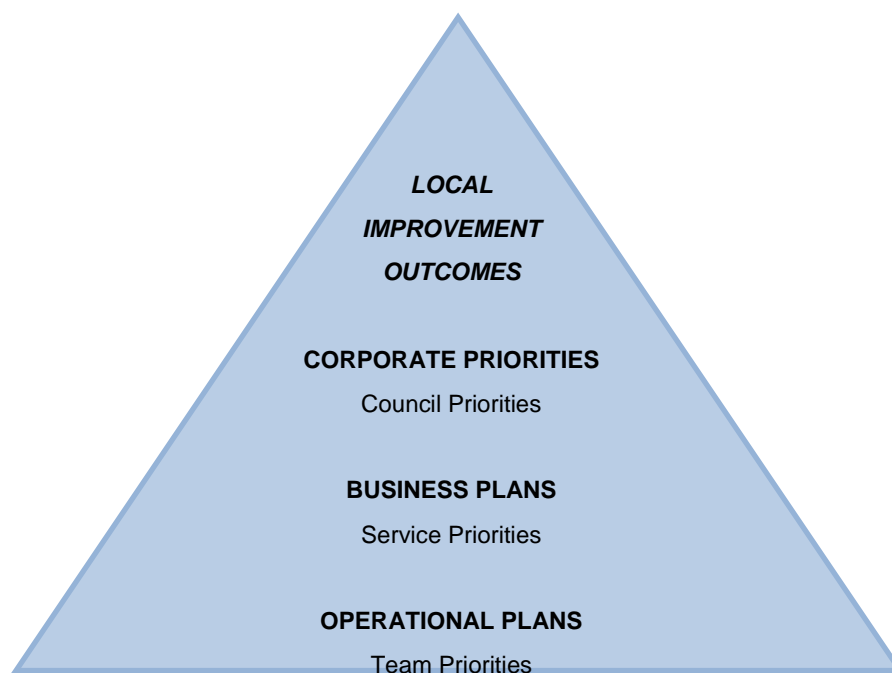 LOCAL
IMPROVEMENT
OUTCOMES
CORPORATE PRIORITIES
Council Priorities
BUSINESS PLANS
Service Priorities
OPERATIONAL PLANS
Team Priorities